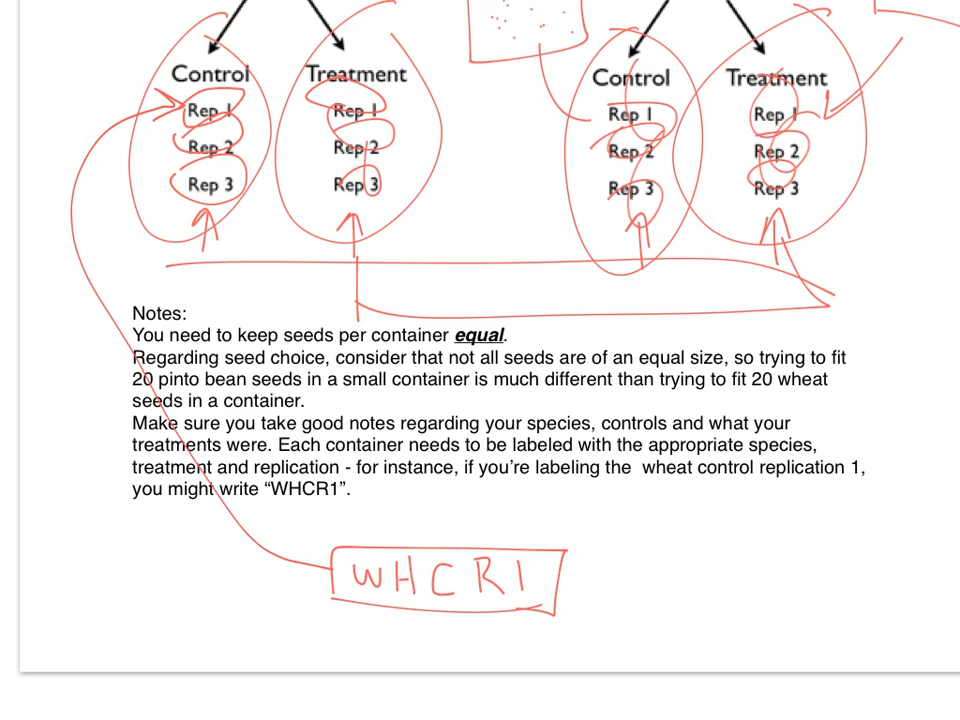 Control Treatment Control Treatment
Rep 1 Rep 1 Rep 1 Rep 1
Rep 2 Rep 2 Rep 2 Rep 2
Rep 3 Rep 3 Rep 3 Rep 3
Notes:
You need to keep seeds per container equal.
Regarding seed choice, consider that not all seeds are of an equal size, so trying to fit
20 pinto bean seeds in a small container is much different than trying to fit 20 wheat
seeds in a container.
Make sure you take good notes regarding your species, controls and what your
treatments were. Each container needs to be labeled with the appropriate species,
treatment and replication - for instance, if you’re labeling the wheat control replication 1,
you might write “WHCR1”.
WHCR1